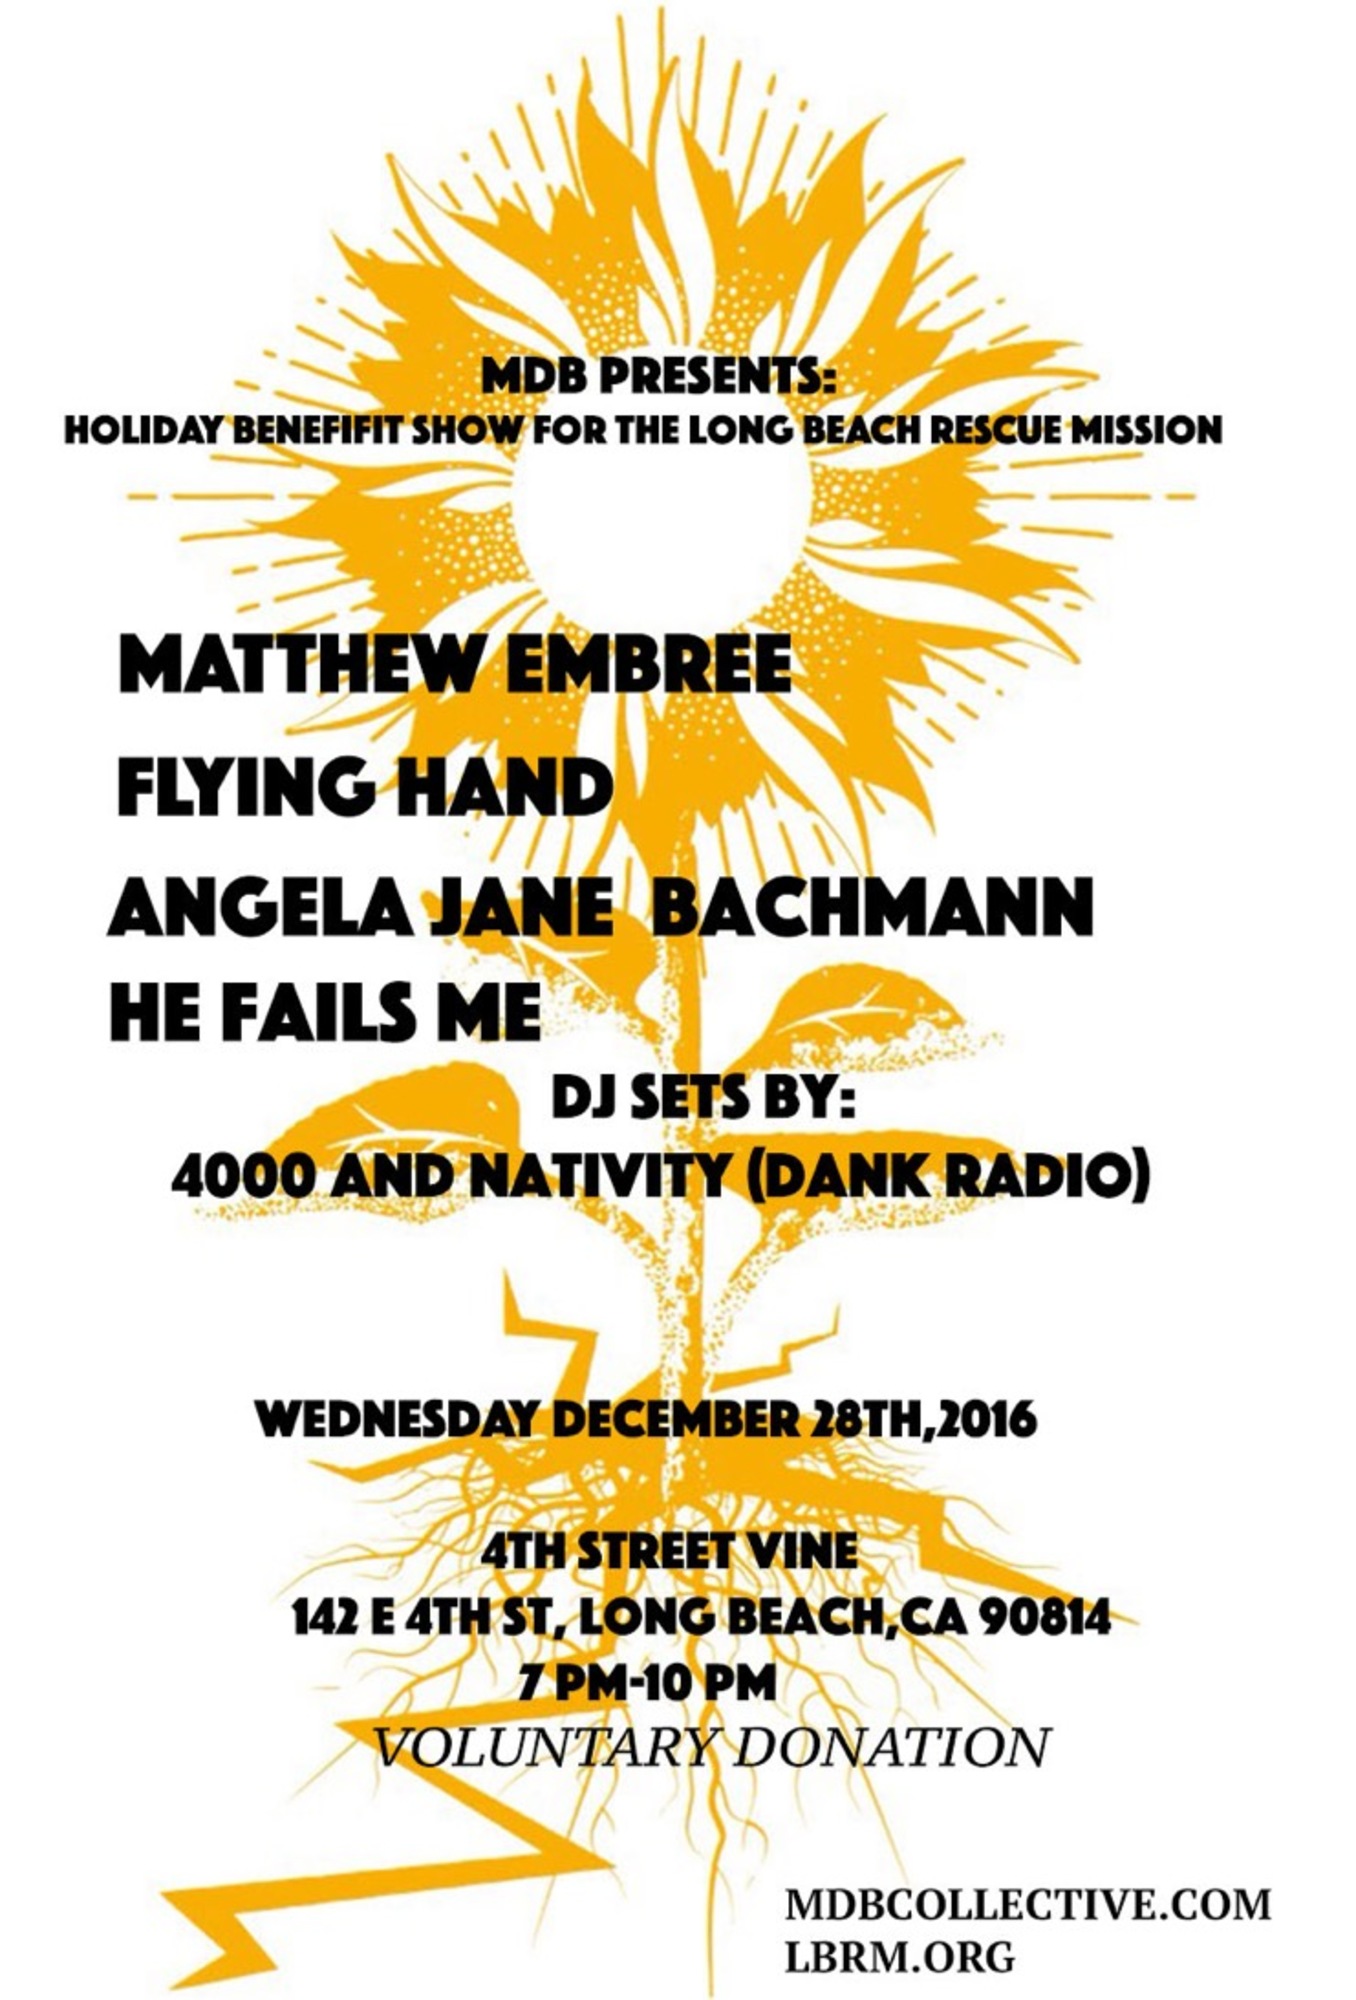 MDB PRESENTS:
HOLIDAY BENEFIFIT SHOW FOR THE LONG BEACH RESCUE MISSION
MATTHEW EMBREE
FLYING HAND
ANGELA JANE BACHMANN
HE FAILS ME
DJ SETS BY:
4000 AND NATIVITY (DANK RADIO)
WEDNESDAY DECEMBER 28TH,2016
4TH STREET VINE
142 E 4TH ST, LONG BEACH,CA 90814
7 PM-10 PM
VOLUNTARY DONATION
MDBCOLLECTIVE.COM
LBRM.ORG